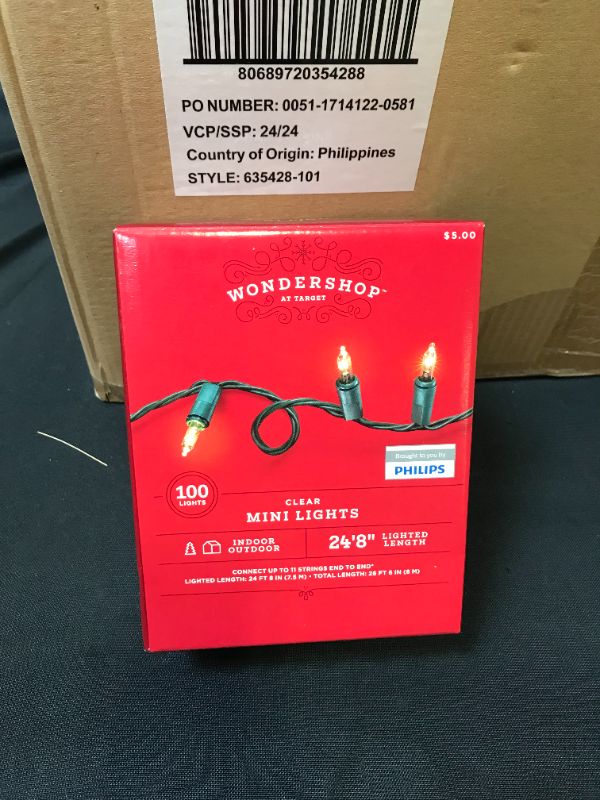 80689720354288
PO NUMBER: 0051-1714122-0581
VCP/SSP: 24/24
Country of Origin: Philippines
STYLE: 635428-101
$5.00
WONDERSHOP™
AT TARGET
Brought to you by
PHILIPS
100
LIGHTS
CLEAR
MINI LIGHTS
INDOOR
OUTDOOR
24'8" LIGHTED
LENGTH
CONNECT UP TO 11 STRINGS END TO END*
LIGHTED LENGTH: 24 FT 8 IN (7.5 M) • TOTAL LENGTH: 26 FT 6 IN (8 M)